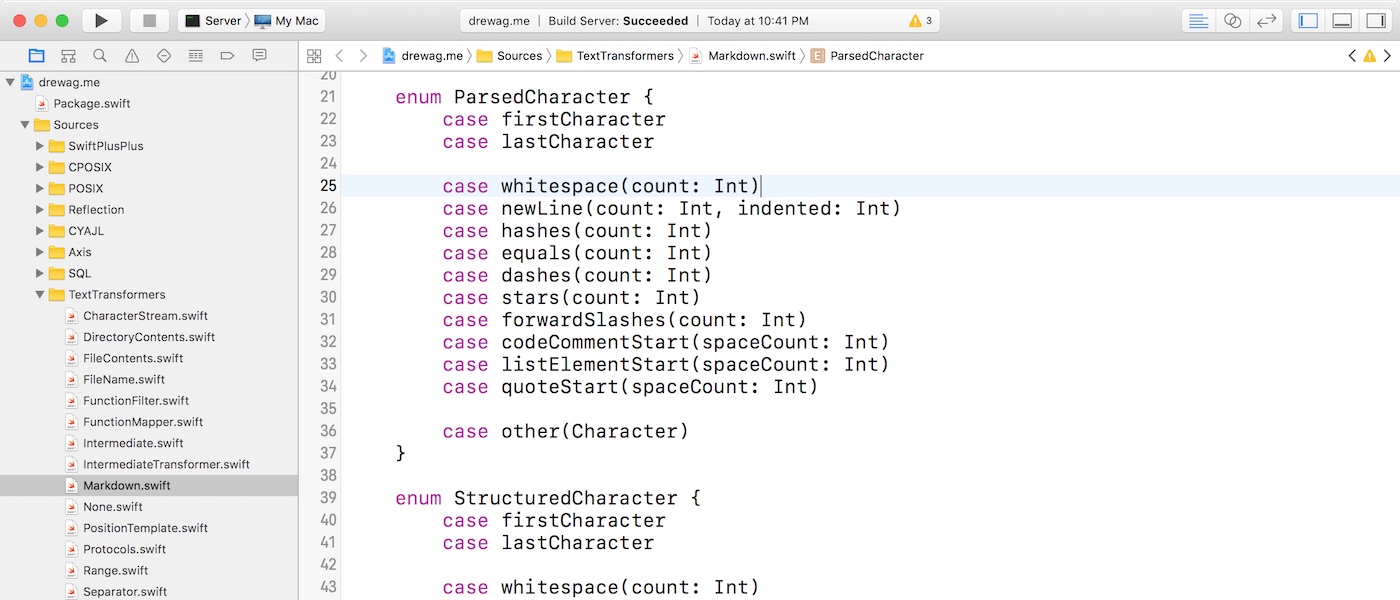 Server 〉 My Mac
drewag.me | Build Server: Succeeded | Today at 10:41 PM
3
drewag.me 〉 Sources 〉 TextTransformers 〉 Markdown.swift 〉 E ParsedCharacter
drewag.me
Package.swift
Sources
SwiftPlusPlus
CPOSIX
POSIX
Reflection
CYAJL
Axis
SQL
TextTransformers
CharacterStream.swift
DirectoryContents.swift
FileContents.swift
FileName.swift
FunctionFilter.swift
FunctionMapper.swift
Intermediate.swift
IntermediateTransformer.swift
Markdown.swift
None.swift
PositionTemplate.swift
Protocols.swift
Range.swift
Separator.swift
20
21 enum ParsedCharacter {
22 case firstCharacter
23 case lastCharacter
24
25 case whitespace(count: Int)
26 case newLine(count: Int, indented: Int)
27 case hashes(count: Int)
28 case equals(count: Int)
29 case dashes(count: Int)
30 case stars(count: Int)
31 case forwardSlashes(count: Int)
32 case codeCommentStart(spaceCount: Int)
33 case listElementStart(spaceCount: Int)
34 case quoteStart(spaceCount: Int)
35
36 case other(Character)
37 }
38
39 enum StructuredCharacter {
40 case firstCharacter
41 case lastCharacter
42
43 case whitespace(count: Int)